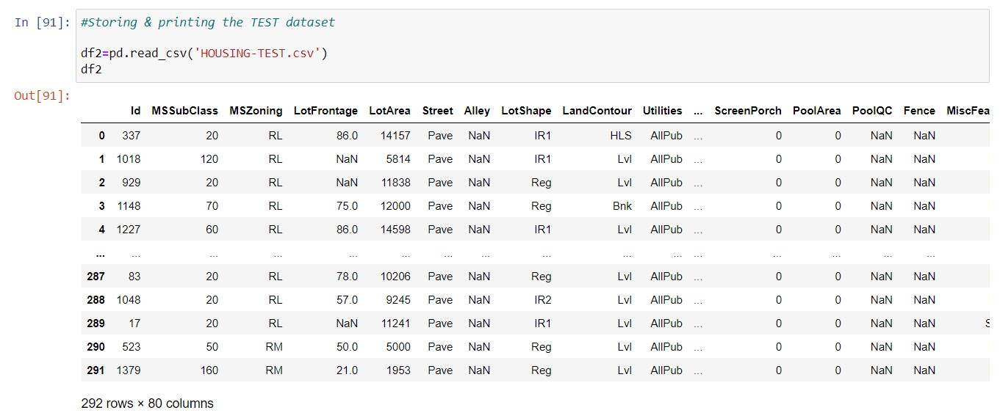 In [91]: #Storing & printing the TEST dataset
df2=pd.read_csv('HOUSING-TEST.csv')
df2
Out[91]:
Id MSSubClass MSZoning LotFrontage LotArea Street Alley LotShape LandContour Utilities ... ScreenPorch PoolArea PoolQC Fence MiscFea
0 337 20 RL 86.0 14157 Pave NaN IR1 HLS AllPub ... 0 0 NaN NaN
1 1018 120 RL NaN 5814 Pave NaN IR1 Lvl AllPub ... 0 0 NaN NaN
2 929 20 RL NaN 11838 Pave NaN Reg Lvl AllPub ... 0 0 NaN NaN
3 1148 70 RL 75.0 12000 Pave NaN Reg Bnk AllPub ... 0 0 NaN NaN
4 1227 60 RL 86.0 14598 Pave NaN IR1 Lvl AllPub ... 0 0 NaN NaN
... ... ... ... ... ... ... ... ... ... ... ... ... ... ... ...
287 83 20 RL 78.0 10206 Pave NaN Reg Lvl AllPub ... 0 0 NaN NaN
288 1048 20 RL 57.0 9245 Pave NaN IR2 Lvl AllPub ... 0 0 NaN NaN
289 17 20 RL NaN 11241 Pave NaN IR1 Lvl AllPub ... 0 0 NaN NaN S
290 523 50 RM 50.0 5000 Pave NaN Reg Lvl AllPub ... 0 0 NaN NaN
291 1379 160 RM 21.0 1953 Pave NaN Reg Lvl AllPub ... 0 0 NaN NaN
292 rows × 80 columns